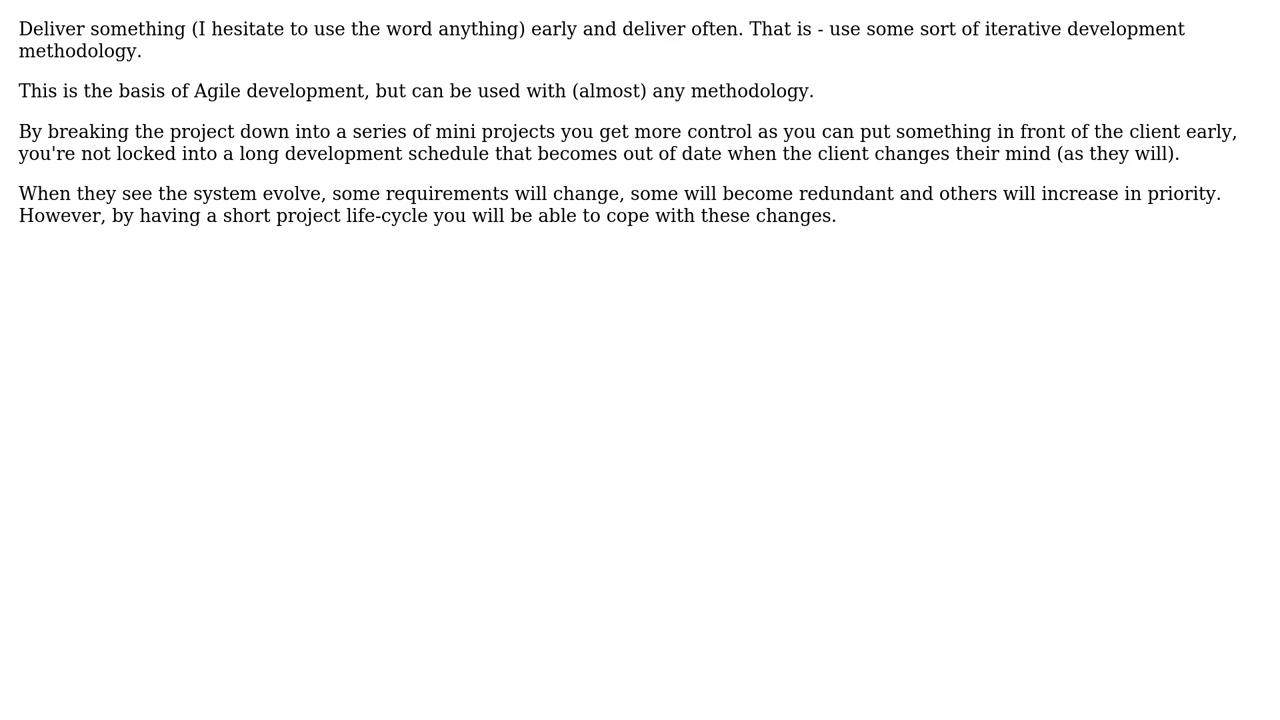 Deliver something (I hesitate to use the word anything) early and deliver often. That is - use some sort of iterative development
methodology.
This is the basis of Agile development, but can be used with (almost) any methodology.
By breaking the project down into a series of mini projects you get more control as you can put something in front of the client early,
you're not locked into a long development schedule that becomes out of date when the client changes their mind (as they will).
When they see the system evolve, some requirements will change, some will become redundant and others will increase in priority.
However, by having a short project life-cycle you will be able to cope with these changes.